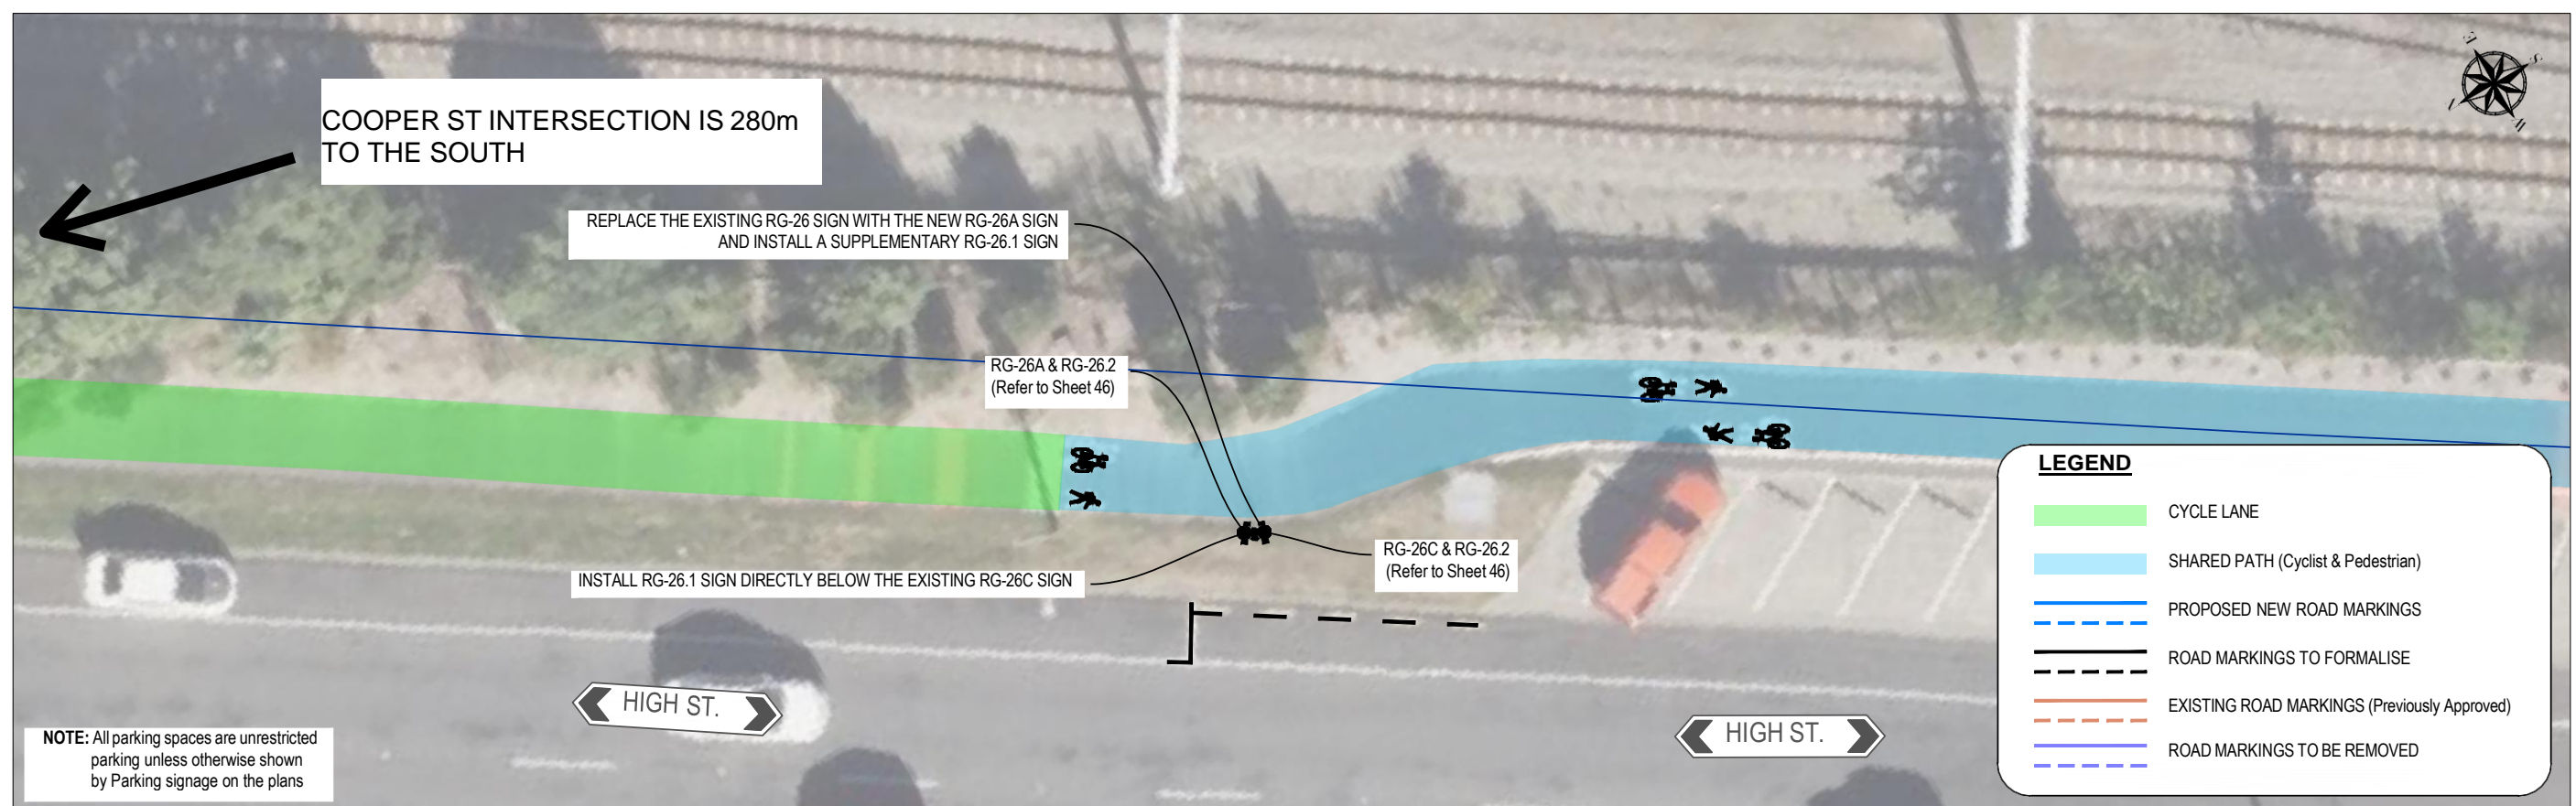 COOPER ST INTERSECTION IS 280m
TO THE SOUTH
E
S
W
REPLACE THE EXISTING RG-26 SIGN WITH THE NEW RG-26A SIGN
AND INSTALL A SUPPLEMENTARY RG-26.1 SIGN
RG-26A & RG-26.2
(Refer to Sheet 46)
RG-26C & RG-26.2
(Refer to Sheet 46)
INSTALL RG-26.1 SIGN DIRECTLY BELOW THE EXISTING RG-26C SIGN
HIGH ST.
HIGH ST.
NOTE: All parking spaces are unrestricted
parking unless otherwise shown
by Parking signage on the plans
LEGEND
CYCLE LANE
SHARED PATH (Cyclist & Pedestrian)
PROPOSED NEW ROAD MARKINGS
ROAD MARKINGS TO FORMALISE
EXISTING ROAD MARKINGS (Previously Approved)
ROAD MARKINGS TO BE REMOVED